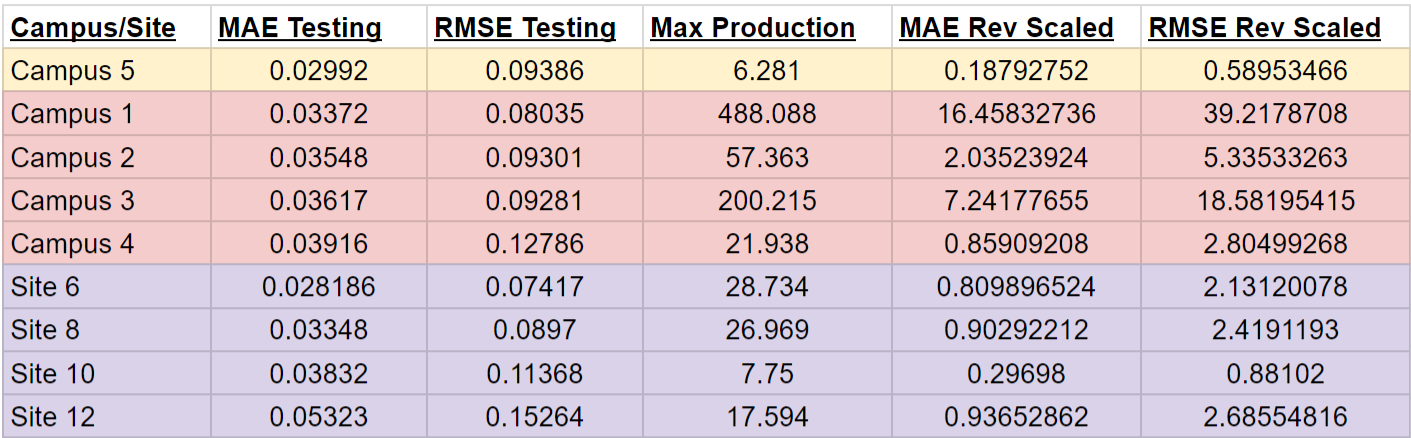 Campus/Site MAE Testing RMSE Testing Max Production MAE Rev Scaled RMSE Rev Scaled
Campus 5 0.02992 0.09386 6.281 0.18792752 0.58953466
Campus 1 0.03372 0.08035 488.088 16.45832736 39.2178708
Campus 2 0.03548 0.09301 57.363 2.03523924 5.33533263
Campus 3 0.03617 0.09281 200.215 7.24177655 18.58195415
Campus 4 0.03916 0.12786 21.938 0.85909208 2.80499268
Site 6 0.028186 0.07417 28.734 0.809896524 2.13120078
Site 8 0.03348 0.0897 26.969 0.90292212 2.4191193
Site 10 0.03832 0.11368 7.75 0.29698 0.88102
Site 12 0.05323 0.15264 17.594 0.93652862 2.68554816